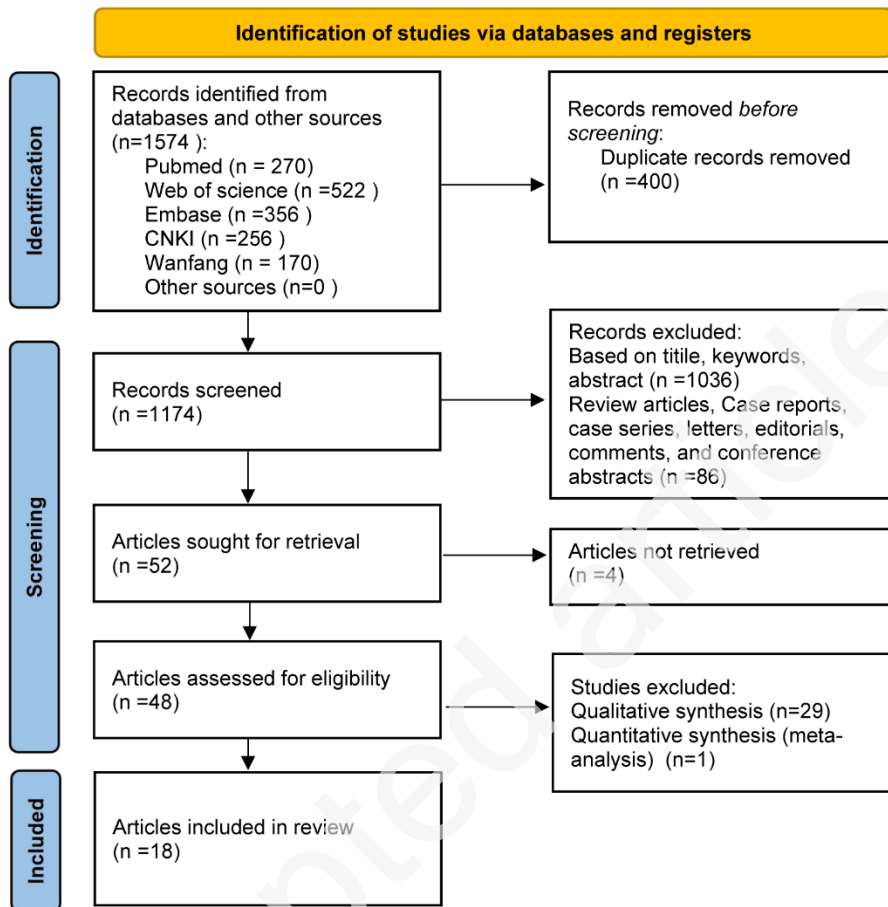 Identification of studies via databases and registers
Identification
Records identified from
databases and other sources
(n=1574 ):
Pubmed (n = 270)
Web of science (n =522 )
Embase (n =356 )
CNKI (n =256 )
Wanfang (n = 170)
Other sources (n=0 )
Records removed before
screening:
Duplicate records removed
(n =400)
Screening
Records screened
(n =1174)
Records excluded:
Based on titile, keywords,
abstract (n =1036)
Review articles, Case reports,
case series, letters, editorials,
comments, and conference
abstracts (n =86)
Articles sought for retrieval
(n =52)
Articles not retrieved
(n =4)
Articles assessed for eligibility
(n =48)
Studies excluded:
Qualitative synthesis (n=29)
Quantitative synthesis (meta-
analysis) (n=1)
Included
Articles included in review
(n =18)
pted article